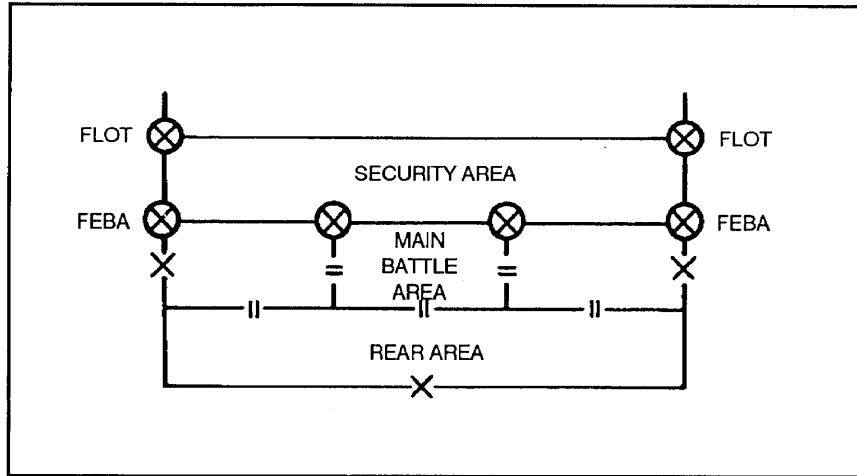 FLOT FLOT
SECURITY AREA
FEBA FEBA
MAIN
BATTLE
AREA
REAR AREA